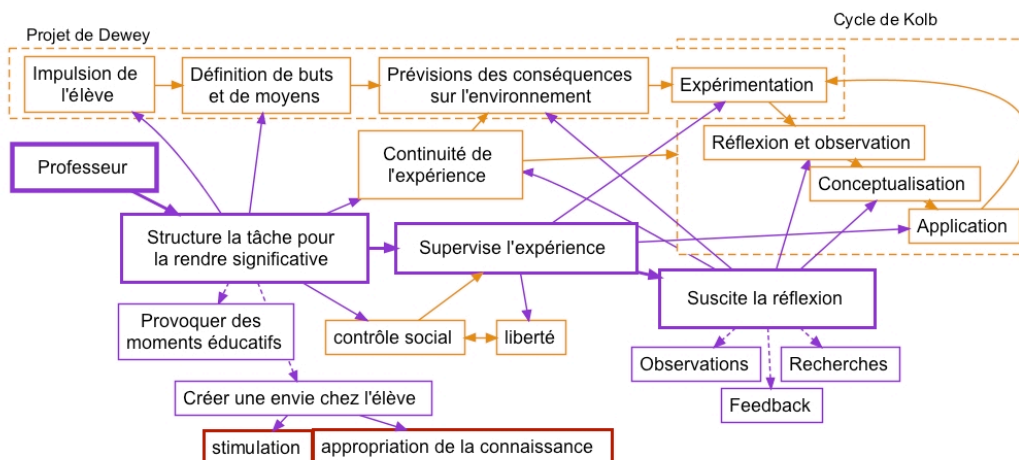 Cycle de Kolb
Projet de Dewey
Impulsion de
l'élève
Définition de buts
et de moyens
Prévisions des conséquences
sur l'environnement
Expérimentation
Professeur
Continuité de
l'expérience
Réflexion et observation
Conceptualisation
Application
Structure la tâche pour
la rendre significative
Supervise l'expérience
Suscite la réflexion
Provoquer des
moments éducatifs
contrôle social
liberté
Observations
Recherches
Feedback
Créer une envie chez l'élève
stimulation
appropriation de la connaissance